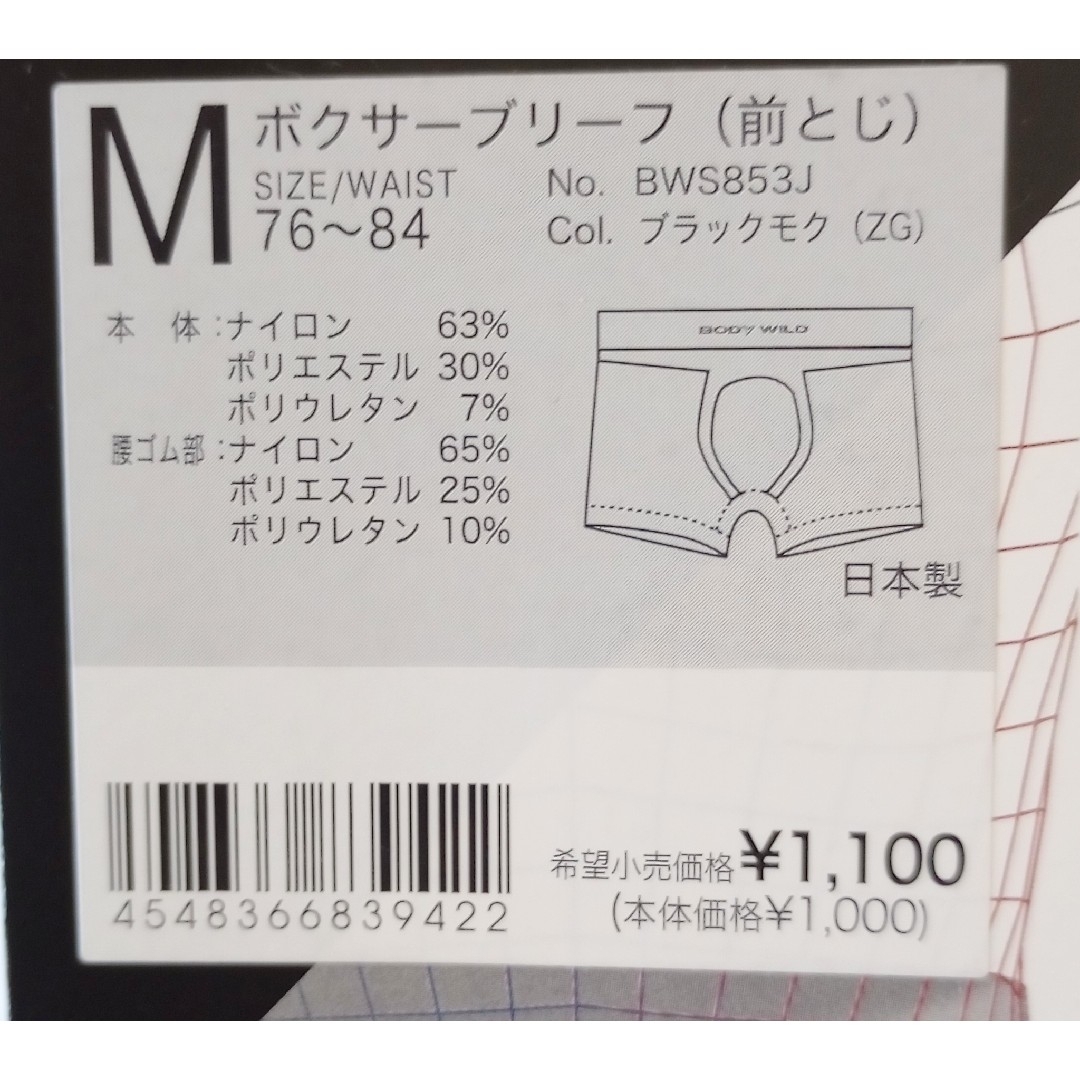 M
ボクサーブリーフ（前とじ）
SIZE/WAIST
76〜84
No. BWS853J
Col. ブラックモク（ZG）
本　体：ナイロン 63%
ポリエステル 30%
ポリウレタン 7%
腰ゴム部：ナイロン 65%
ポリエステル 25%
ポリウレタン 10%
BODY WILD
日本製
4548366839422
希望小売価格¥1,100
(本体価格¥1,000)